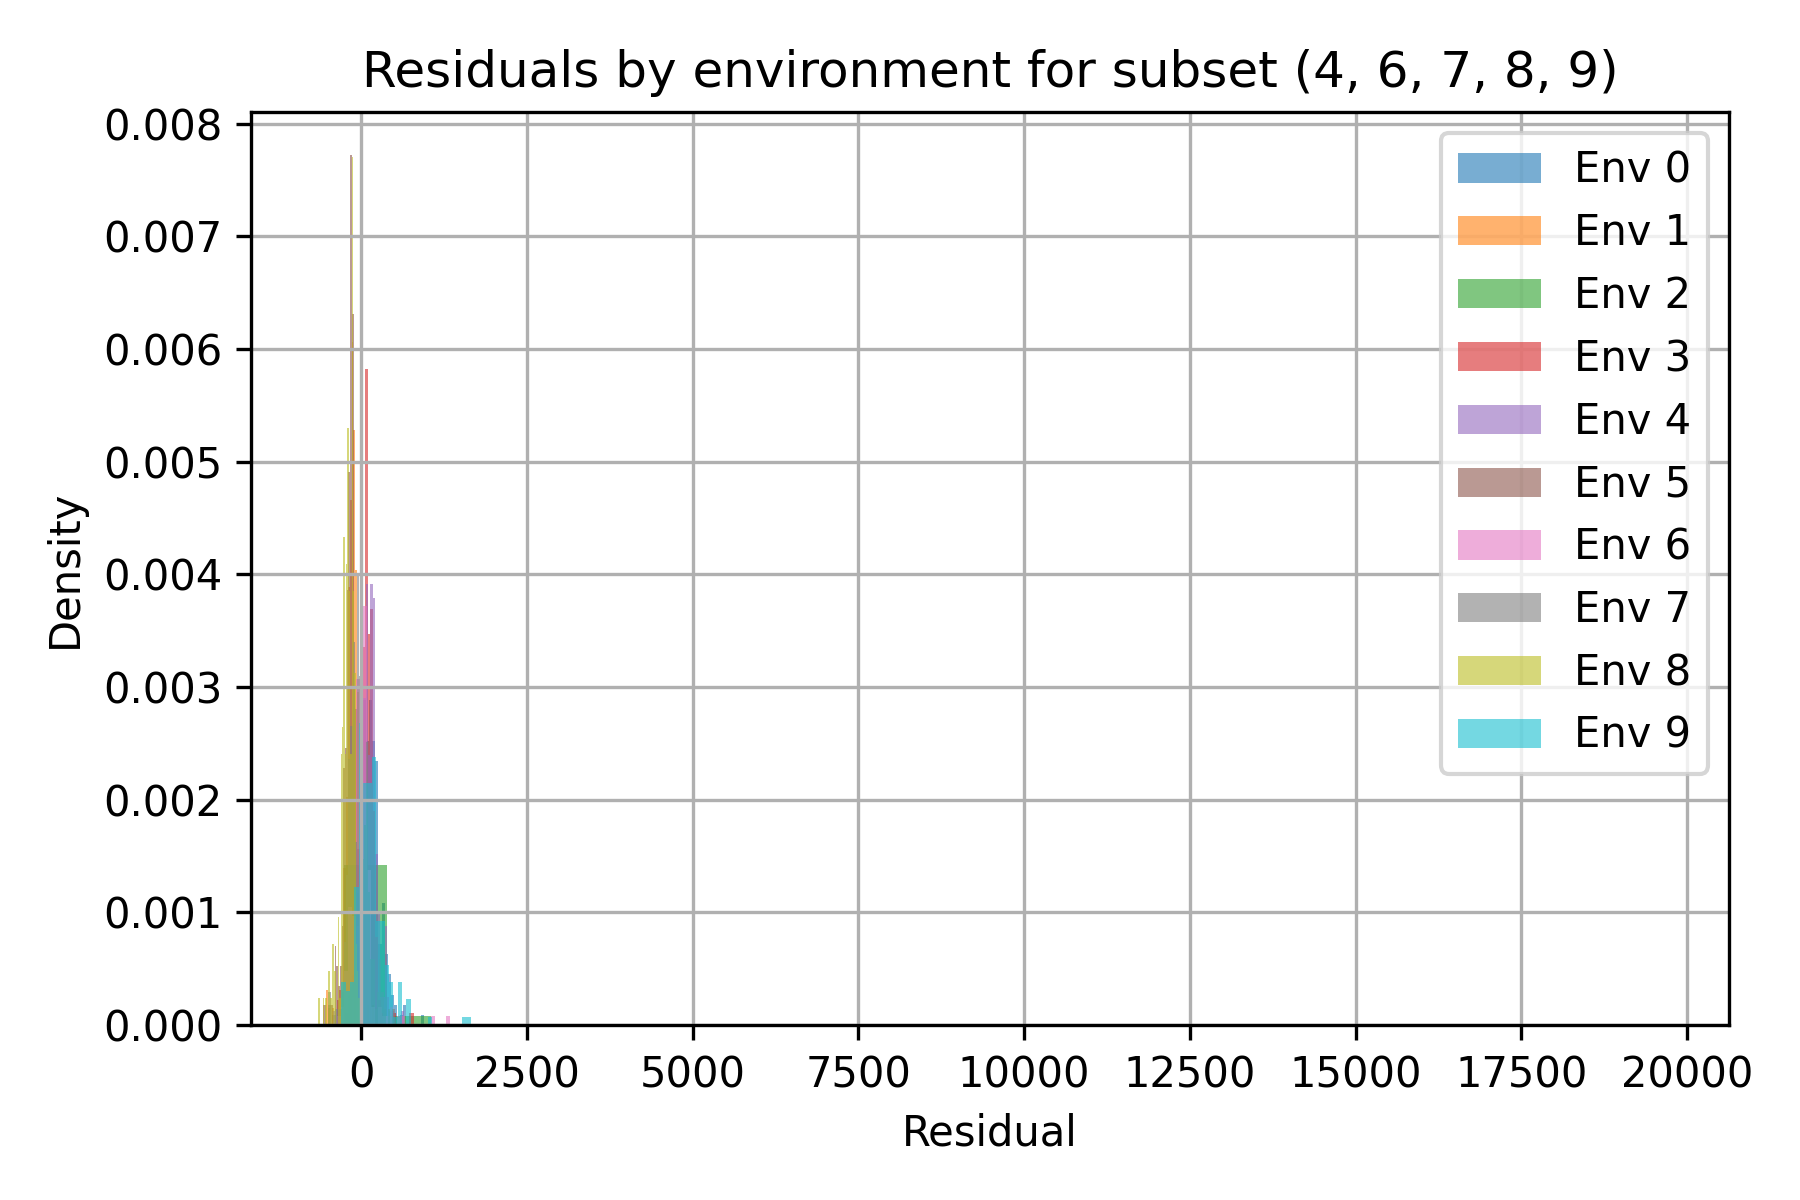 Residuals by environment for subset (4, 6, 7, 8, 9)
0.008
0.007
0.006
0.005
0.004
0.003
0.002
0.001
0.000
Density
Env 0
Env 1
Env 2
Env 3
Env 4
Env 5
Env 6
Env 7
Env 8
Env 9
0 2500 5000 7500 10000 12500 15000 17500 20000
Residual